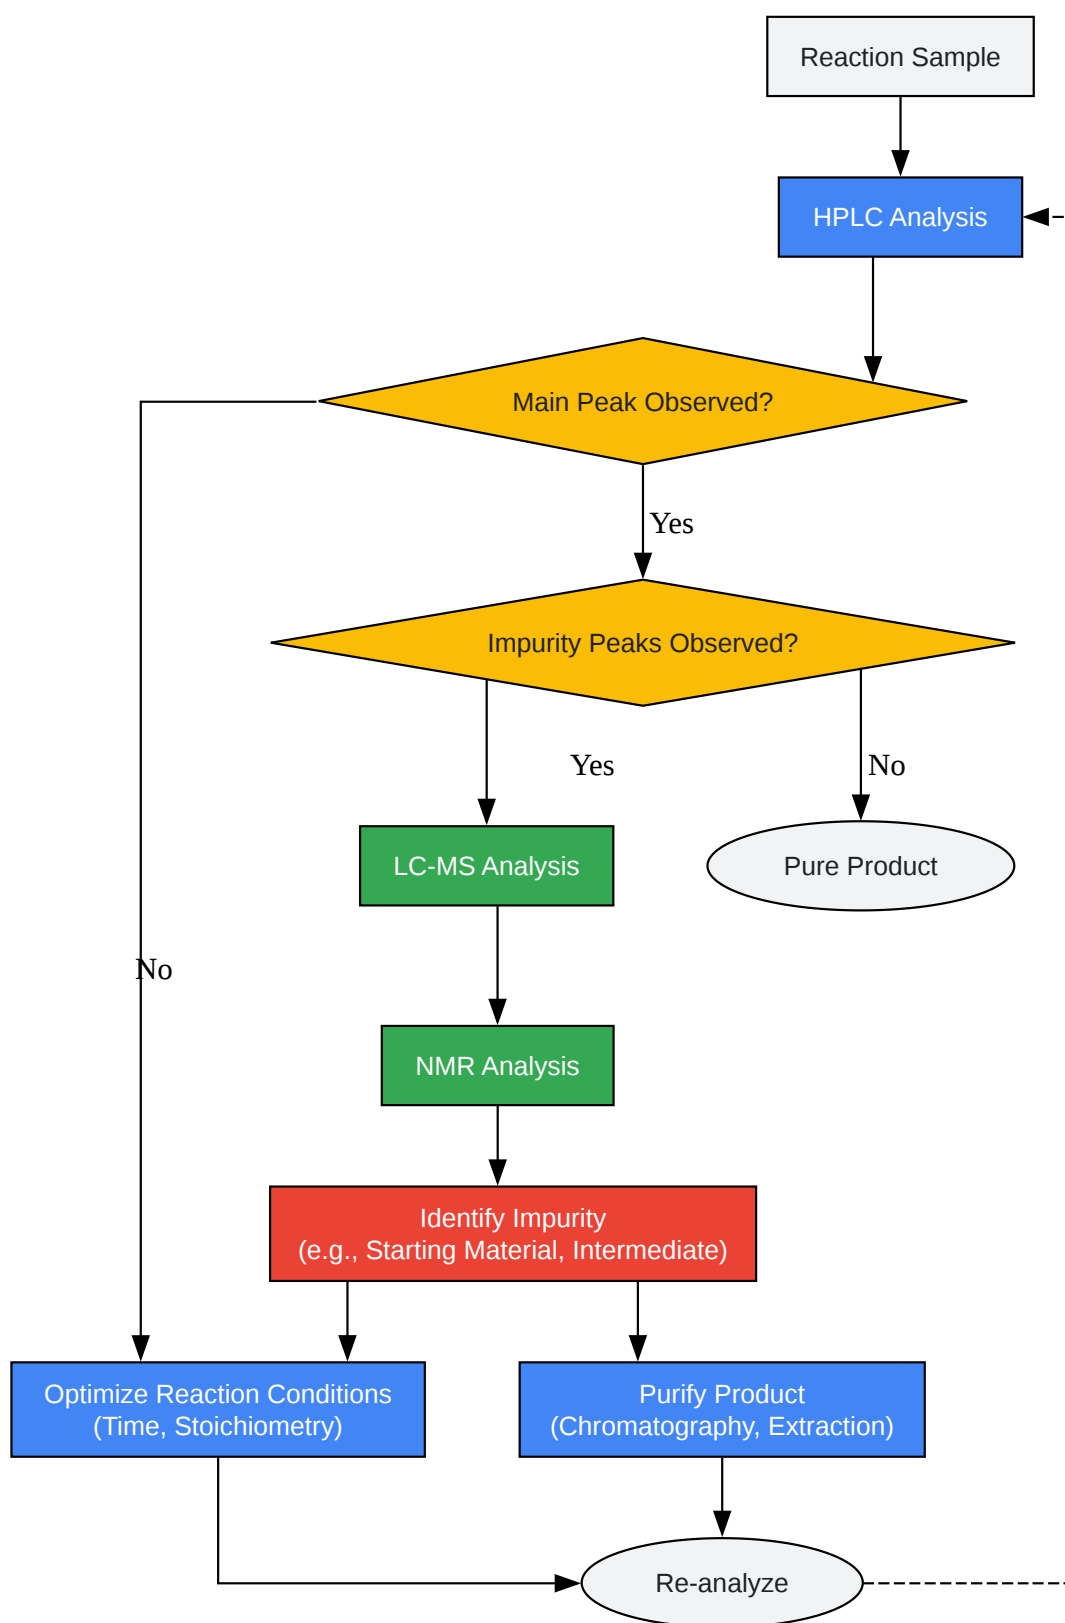 Reaction Sample
HPLC Analysis
Main Peak Observed?
Yes
Impurity Peaks Observed?
Yes
No
LC-MS Analysis
Pure Product
No
NMR Analysis
Identify Impurity
(e.g., Starting Material, Intermediate)
Optimize Reaction Conditions
(Time, Stoichiometry)
Purify Product
(Chromatography, Extraction)
Re-analyze